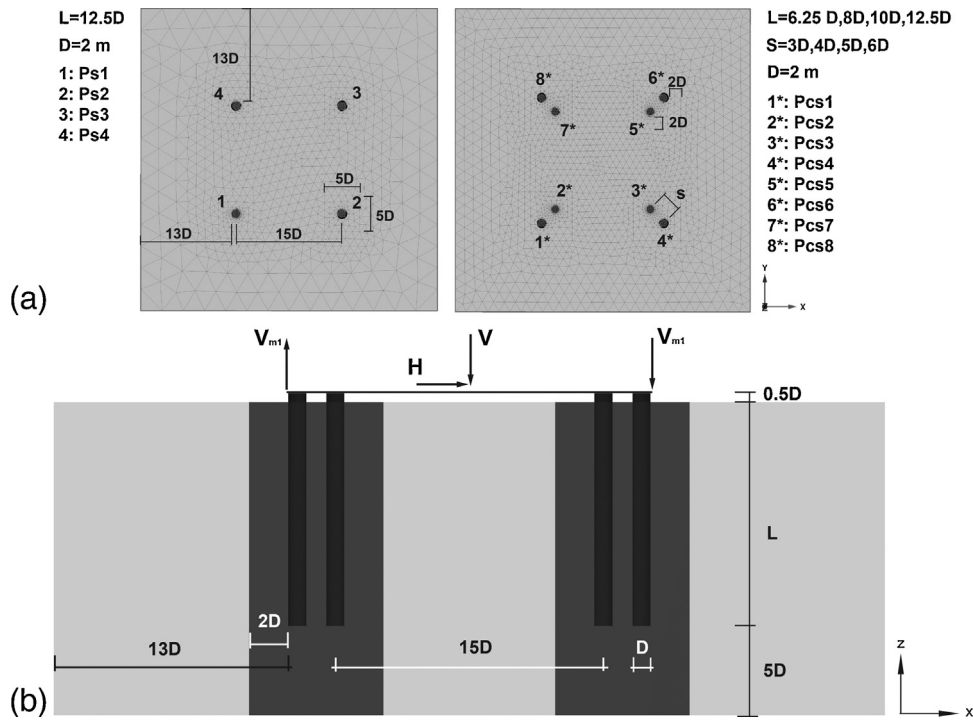 L=12.5D
D=2 m
1: Ps1
2: Ps2
3: Ps3
4: Ps4
13D
4
3
5D
1
2
5D
13D
15D
L=6.25 D,8D,10D,12.5D
S=3D,4D,5D,6D
D=2 m
8*
6*
2D
7*
5*
2D
2*
3*
S
1*
4*
1*: Pcs1
2*: Pcs2
3*: Pcs3
4*: Pcs4
5*: Pcs5
6*: Pcs6
7*: Pcs7
8*: Pcs8
Y
Z
X
(a)
Vm1
V
Vm1
H
0.5D
L
2D
13D
15D
D
5D
Z
X
(b)